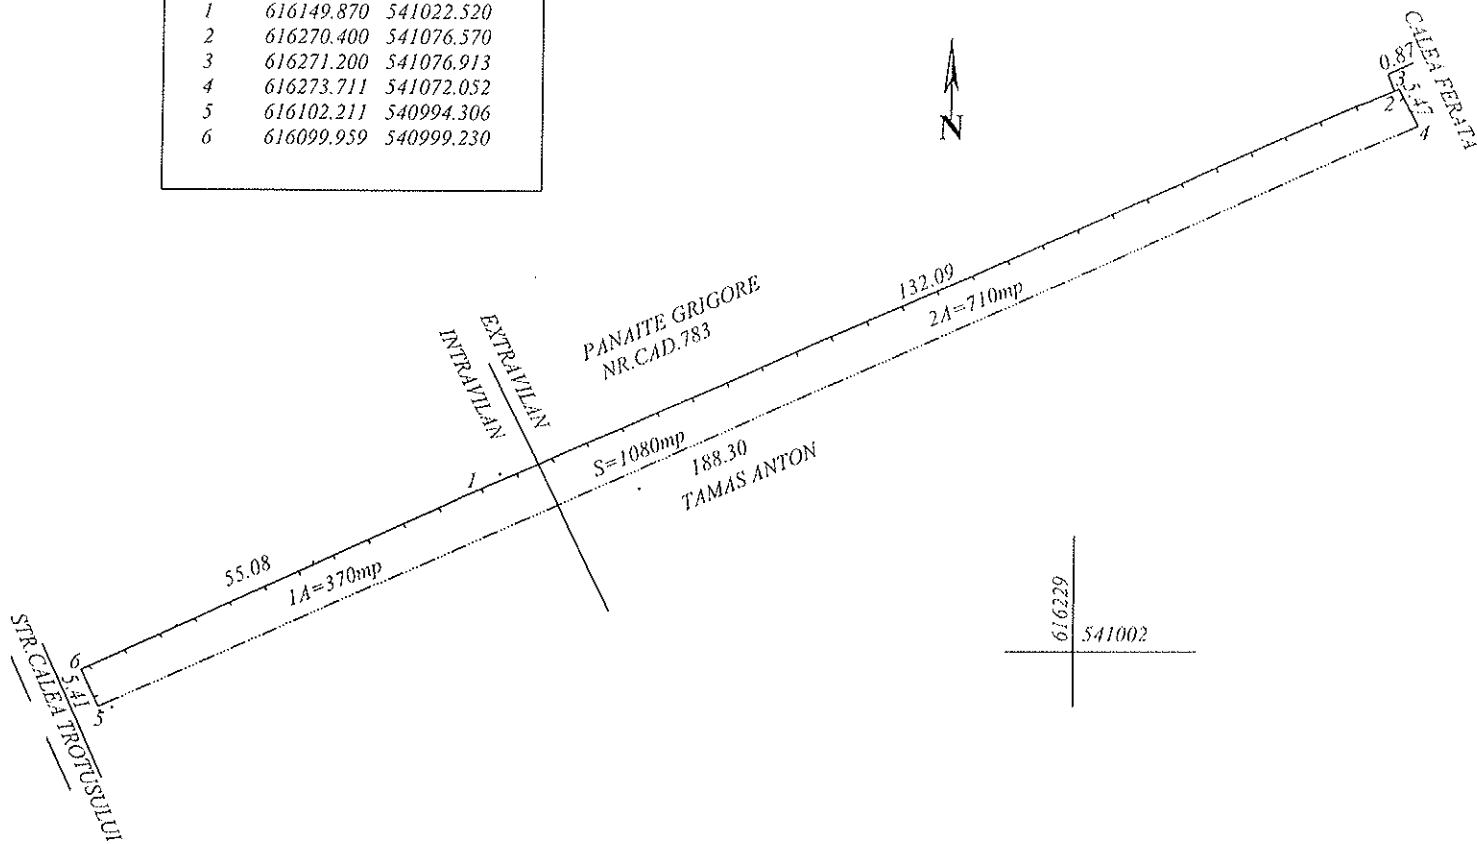 1 616149.870 541022.520
2 616270.400 541076.570
3 616271.200 541076.913
4 616273.711 541072.052
5 616102.211 540994.306
6 616099.959 540999.230
N
CALEA FERATA
0.87
3
5.47
2
4
132.09
2A=710mp
PANAITE GRIGORE
NR.CAD.783
EXTRAVILAN
INTRAVILAN
S=1080mp
188.30
TAMAS ANTON
1
55.08
1A=370mp
616229
541002
6
5.41
5
STR.CALEA TROTUSULUI